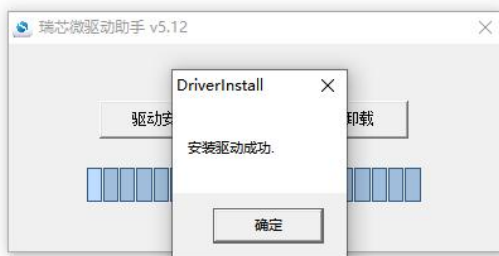 瑞芯微驱动助手 v5.12
DriverInstall
驱动安
卸载
安装驱动成功.
确定